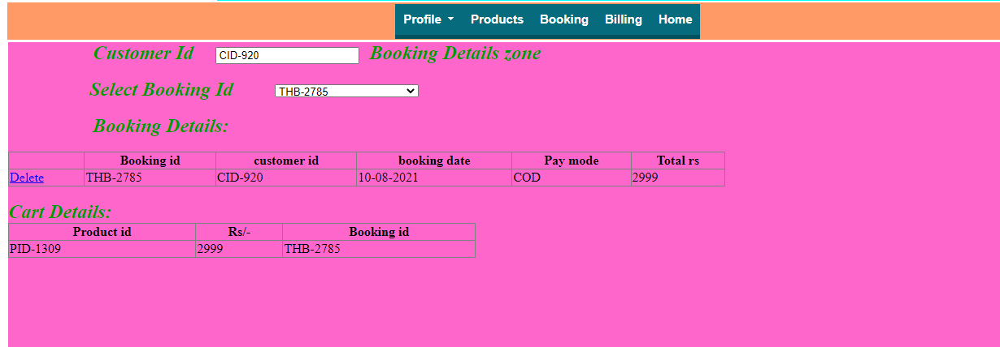 Profile Products Booking Billing Home
Customer Id CID-920 Booking Details zone
Select Booking Id THB-2785
Booking Details:
Booking id customer id booking date Pay mode Total rs
Delete THB-2785 CID-920 10-08-2021 COD 2999
Cart Details:
Product id Rs/- Booking id
PID-1309 2999 THB-2785